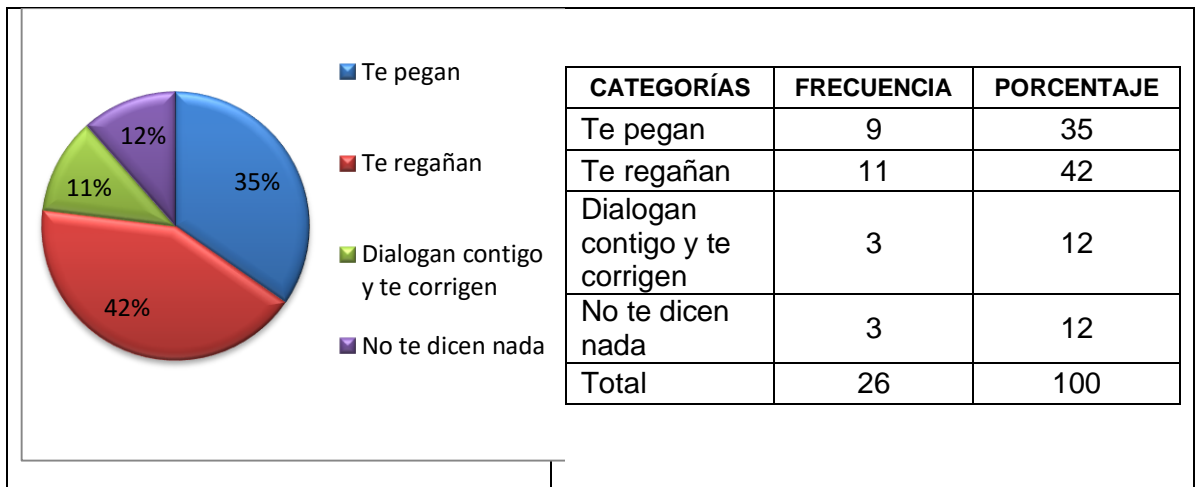 12%
35%
11%
42%
Te pegan
Te regañan
Dialogan contigo
y te corrigen
No te dicen nada
CATEGORÍAS FRECUENCIA PORCENTAJE
Te pegan 9 35
Te regañan 11 42
Dialogan
contigo y te 3 12
corrigen
No te dicen 3 12
nada
Total 26 100